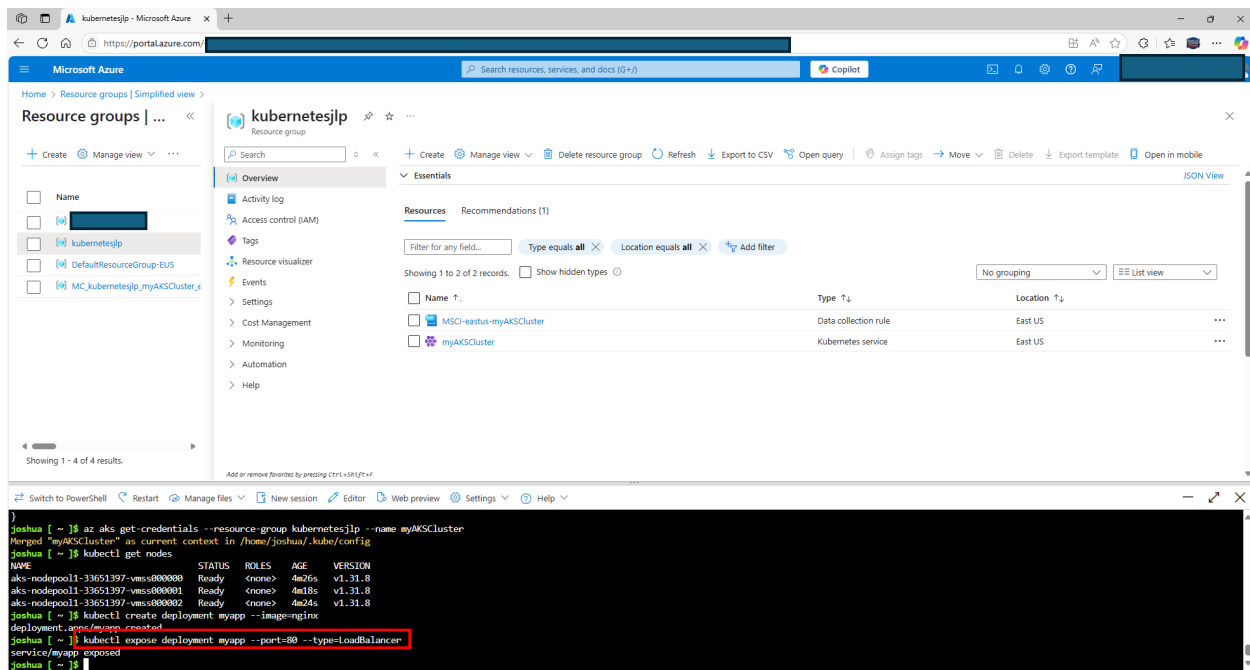 kubernetesjlp - Microsoft Azure
https://portal.azure.com/
Microsoft Azure
Search resources, services, and docs (G+/)
Copilot
Home > Resource groups | Simplified view >
Resource groups | ...
+ Create Manage view ...
Name
kubernetesjlp
DefaultResourceGroup-EUS
MC_kubernetesjlp_myAKSCluster_e
Showing 1 - 4 of 4 results.
kubernetesjlp ...
Resource group
Search
Overview
Activity log
Access control (IAM)
Tags
Resource visualizer
Events
Settings
Cost Management
Monitoring
Automation
Help
Add or remove favorites by pressing Ctrl+Shift+F
+ Create Manage view Delete resource group Refresh Export to CSV Open query Assign tags Move Delete Export template Open in mobile
Essentials JSON View
Resources Recommendations (1)
Filter for any field... Type equals all Location equals all Add filter
Showing 1 to 2 of 2 records. Show hidden types No grouping List view
Name Type Location
MSCI-eastus-myAKSCluster Data collection rule East US ...
myAKSCluster Kubernetes service East US ...
Switch to PowerShell Restart Manage files New session Editor Web preview Settings Help
}
joshua [ ~ ]$ az aks get-credentials --resource-group kubernetesjlp --name myAKSCluster
Merged "myAKSCluster" as current context in /home/joshua/.kube/config
joshua [ ~ ]$ kubectl get nodes
NAME STATUS ROLES AGE VERSION
aks-nodepool1-33651397-vmss000000 Ready <none> 4m26s v1.31.8
aks-nodepool1-33651397-vmss000001 Ready <none> 4m18s v1.31.8
aks-nodepool1-33651397-vmss000002 Ready <none> 4m24s v1.31.8
joshua [ ~ ]$ kubectl create deployment myapp --image=nginx
deployment.apps/myapp created
joshua [ ~ ]$ kubectl expose deployment myapp --port=80 --type=LoadBalancer
service/myapp exposed
joshua [ ~ ]$